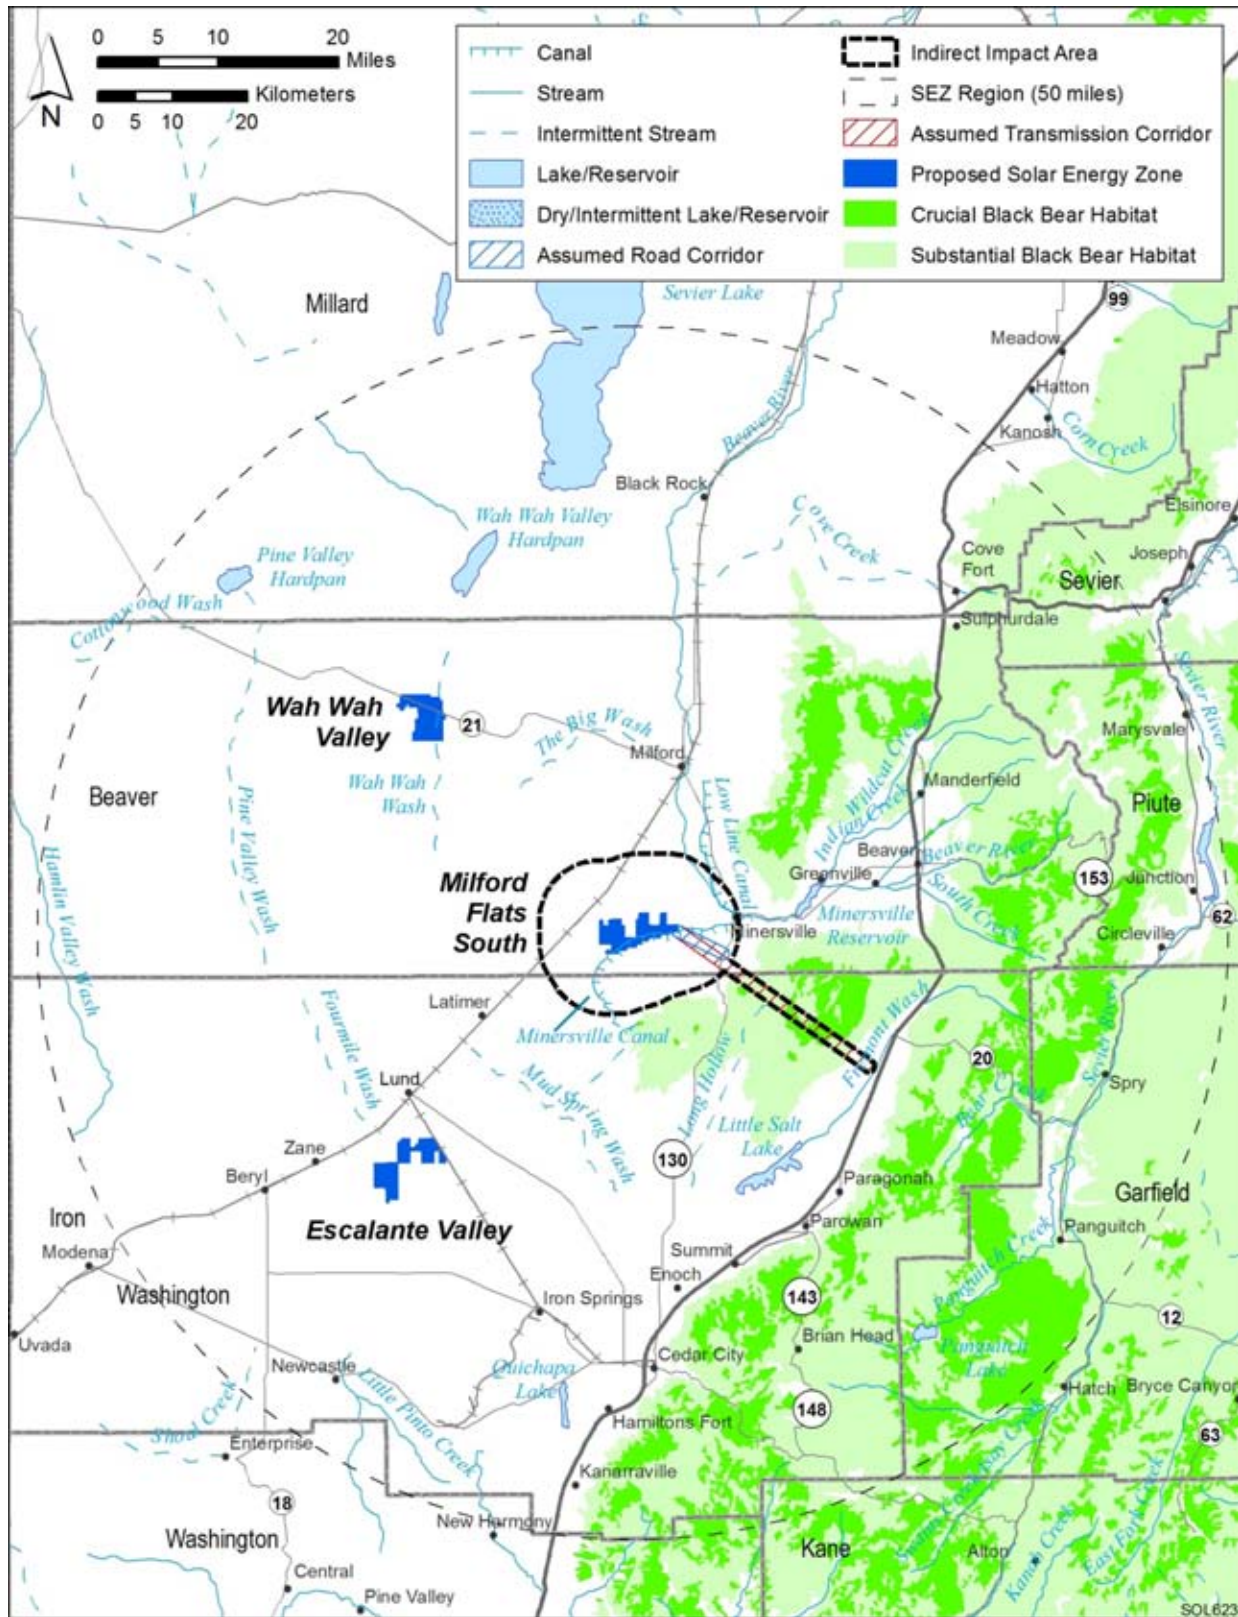 0 5 10 20
Miles
Kilometers
0 5 10 20
N
Canal
Stream
Intermittent Stream
Lake/Reservoir
Dry/Intermittent Lake/Reservoir
Assumed Road Corridor
Indirect Impact Area
SEZ Region (50 miles)
Assumed Transmission Corridor
Proposed Solar Energy Zone
Crucial Black Bear Habitat
Substantial Black Bear Habitat
Sevier Lake
Millard
99
Meadow
Hatton
Kanosh
Corn Creek
Beaver River
Black Rock
Elsinore
Wah Wah Valley
Hardpan
Cove Creek
Pine Valley
Hardpan
Cove
Fort
Joseph
Sevier
Cottonwood Wash
Sulphurdale
Sevier River
Wah Wah
Valley
21
The Big Wash
Marysvale
Milford
Wah Wah
Wash
Low Line Canal
Wildcat Creek
Indian Creek
Manderfield
Beaver
Piute
Pine Valley Wash
Hamlin Valley Wash
Beaver
Beaver River
Greenville
South Creek
153
Junction
Milford
Flats
South
Minersville
Minersville
Reservoir
62
Circleville
Latimer
Fourmile Wash
Minersville Canal
Fremont Wash
20
Sevier River
Spry
Lund
Mud Spring Wash
Long Hollow
Bear Creek
Little Salt
Lake
Zane
130
Beryl
Paragonah
Garfield
Iron
Escalante Valley
Parowan
Panguitch
Modena
Summit
Enoch
Panguitch Creek
Washington
Iron Springs
143
12
Uvada
Brian Head
Panguitch
Lake
Newcastle
Quichapa
Lake
Cedar City
Hatch
Bryce Canyon
Little Pinto Creek
Hamiltons Fort
148
63
Shoal Creek
Enterprise
Kanarraville
18
New Harmony
Washington
Kane
Alton
Kanab Creek
East Fork Creek
Central
Pine Valley
SOL623